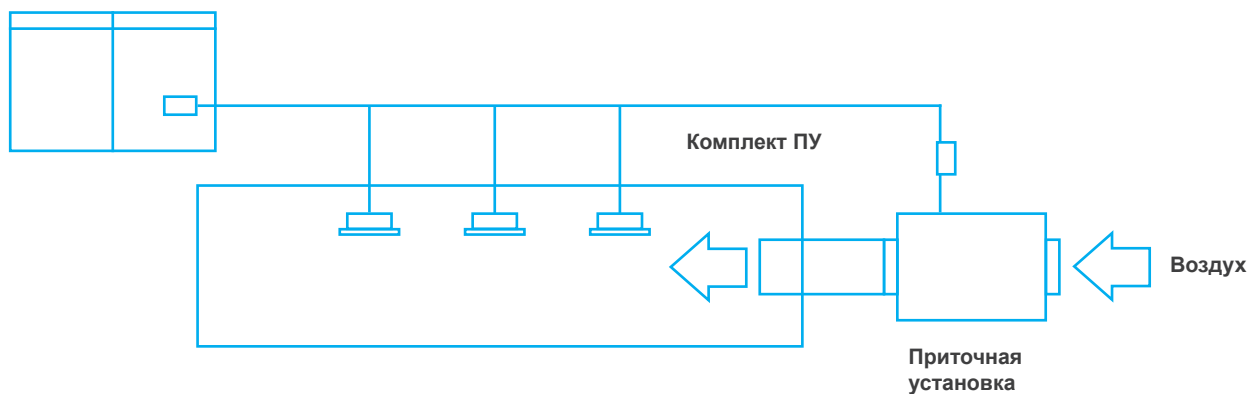 Комплект ПУ
Воздух
Приточная
установка